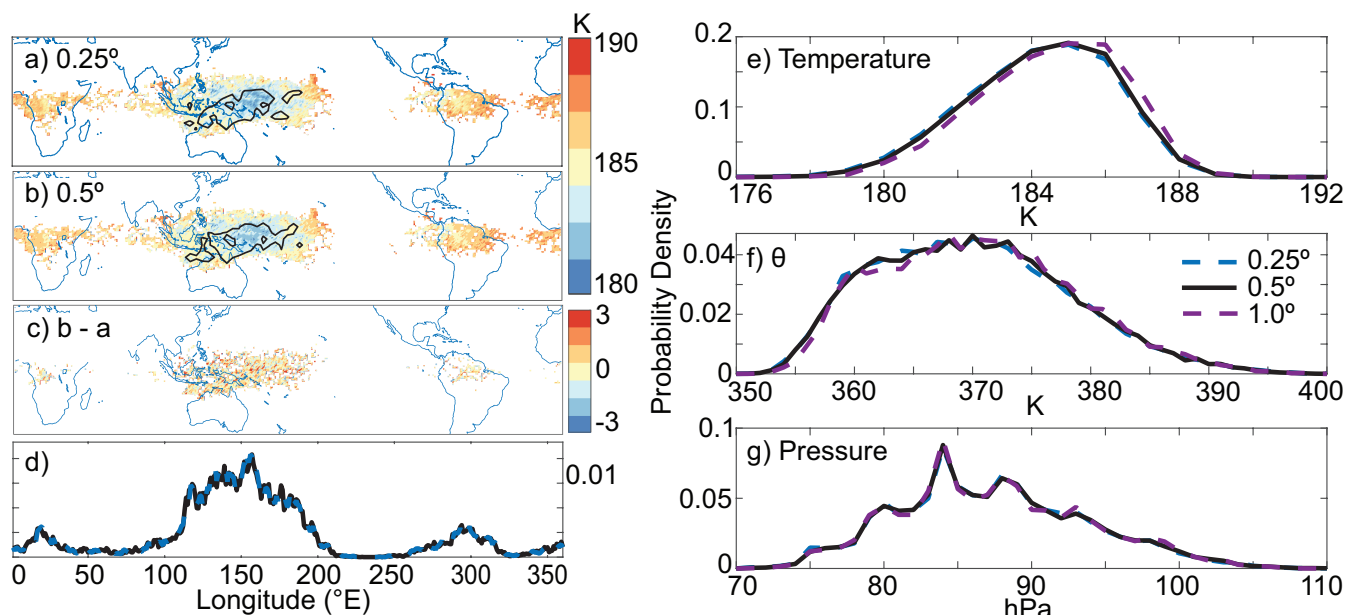 K
a) 0.25º
190
185
b) 0.5º
180
c) b - a
3
0
-3
d)
0.01
0 50 100 150 200 250 300 350
Longitude (°E)
Probability Density
e) Temperature
0.2
0.1
0
176 180 184 188 192
K
f) θ
0.04
0.02
0
0.25º
0.5º
1.0º
350 360 370 380 390 400
K
g) Pressure
0.1
0.05
0
70 80 90 100 110
hPa